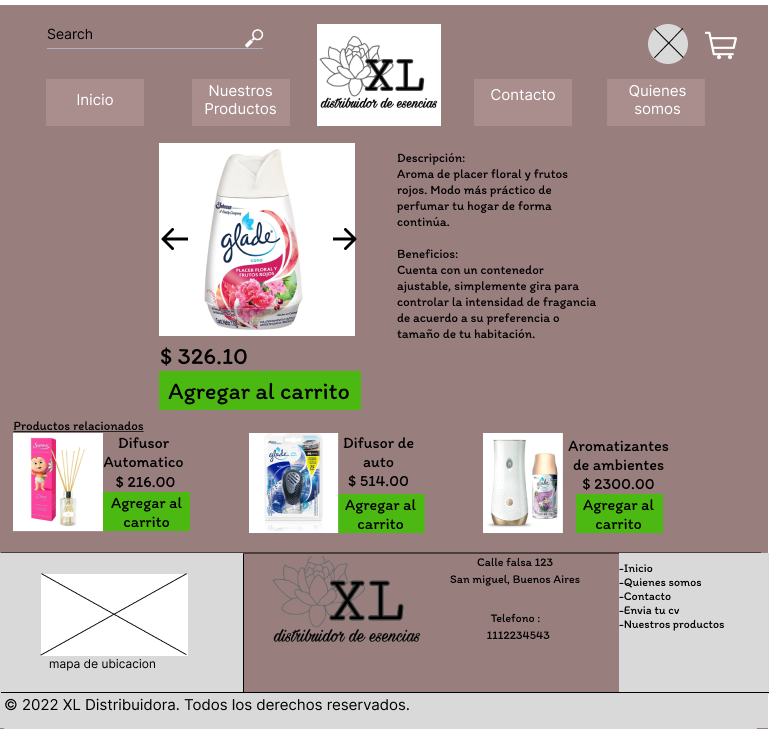 Search
XL
distribuidor de esencias
Inicio
Nuestros
Productos
Contacto
Quienes
somos
glade
PLACER FLORAL Y
FRUTOS ROJOS
Descripción:
Aroma de placer floral y frutos
rojos. Modo más práctico de
perfumar tu hogar de forma
continúa.
Beneficios:
Cuenta con un contenedor
ajustable, simplemente gira para
controlar la intensidad de fragancia
de acuerdo a su preferencia o
tamaño de tu habitación.
$ 326.10
Agregar al carrito
Productos relacionados
Difusor
Automatico
$ 216.00
Agregar al
carrito
glade
Difusor de
auto
$ 514.00
Agregar al
carrito
Aromatizantes
de ambientes
$ 2300.00
Agregar al
carrito
mapa de ubicacion
XL
distribuidor de esencias
Calle falsa 123
San miguel, Buenos Aires
Telefono :
1112234543
-Inicio
-Quienes somos
-Contacto
-Envia tu cv
-Nuestros productos
© 2022 XL Distribuidora. Todos los derechos reservados.